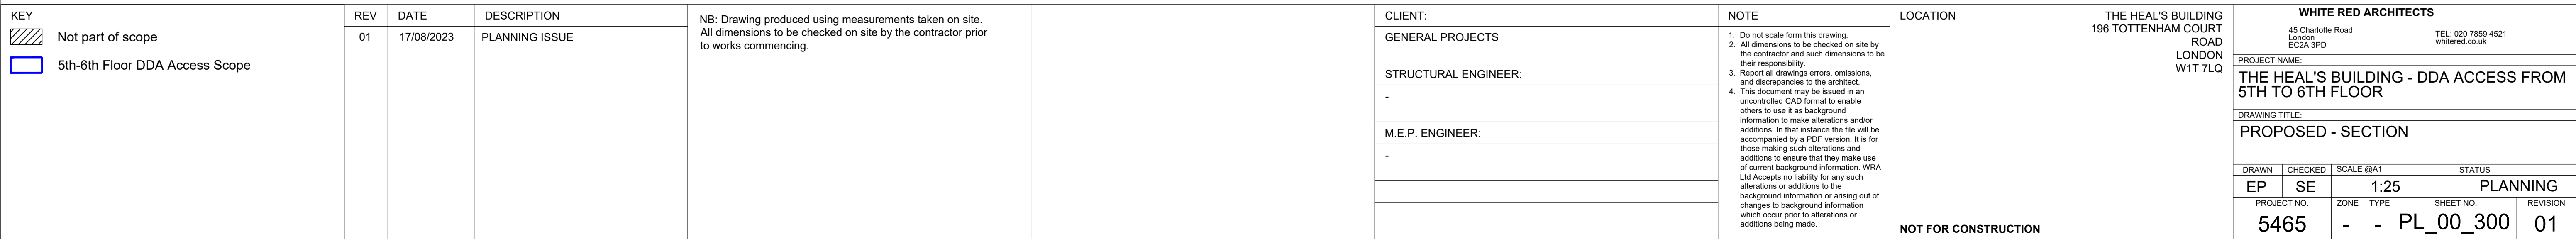 KEY
Not part of scope
5th-6th Floor DDA Access Scope
REV DATE DESCRIPTION
01 17/08/2023 PLANNING ISSUE
NB: Drawing produced using measurements taken on site.
All dimensions to be checked on site by the contractor prior
to works commencing.
CLIENT:
GENERAL PROJECTS
STRUCTURAL ENGINEER:
-
M.E.P. ENGINEER:
-
NOTE
1. Do not scale form this drawing.
2. All dimensions to be checked on site by
the contractor and such dimensions to be
their responsibility.
3. Report all drawings errors, omissions,
and discrepancies to the architect.
4. This document may be issued in an
uncontrolled CAD format to enable
others to use it as background
information to make alterations and/or
additions. In that instance the file will be
accompanied by a PDF version. It is for
those making such alterations and
additions to ensure that they make use
of current background information. WRA
Ltd Accepts no liability for any such
alterations or additions to the
background information or arising out of
changes to background information
which occur prior to alterations or
additions being made.
LOCATION
THE HEAL'S BUILDING
196 TOTTENHAM COURT
ROAD
LONDON
W1T 7LQ
NOT FOR CONSTRUCTION
WHITE RED ARCHITECTS
45 Charlotte Road
London
EC2A 3PD
TEL: 020 7859 4521
whitered.co.uk
PROJECT NAME:
THE HEAL'S BUILDING - DDA ACCESS FROM
5TH TO 6TH FLOOR
DRAWING TITLE:
PROPOSED - SECTION
DRAWN CHECKED SCALE @A1 STATUS
EP SE 1:25 PLANNING
PROJECT NO. ZONE TYPE SHEET NO. REVISION
5465 - - PL_00_300 01